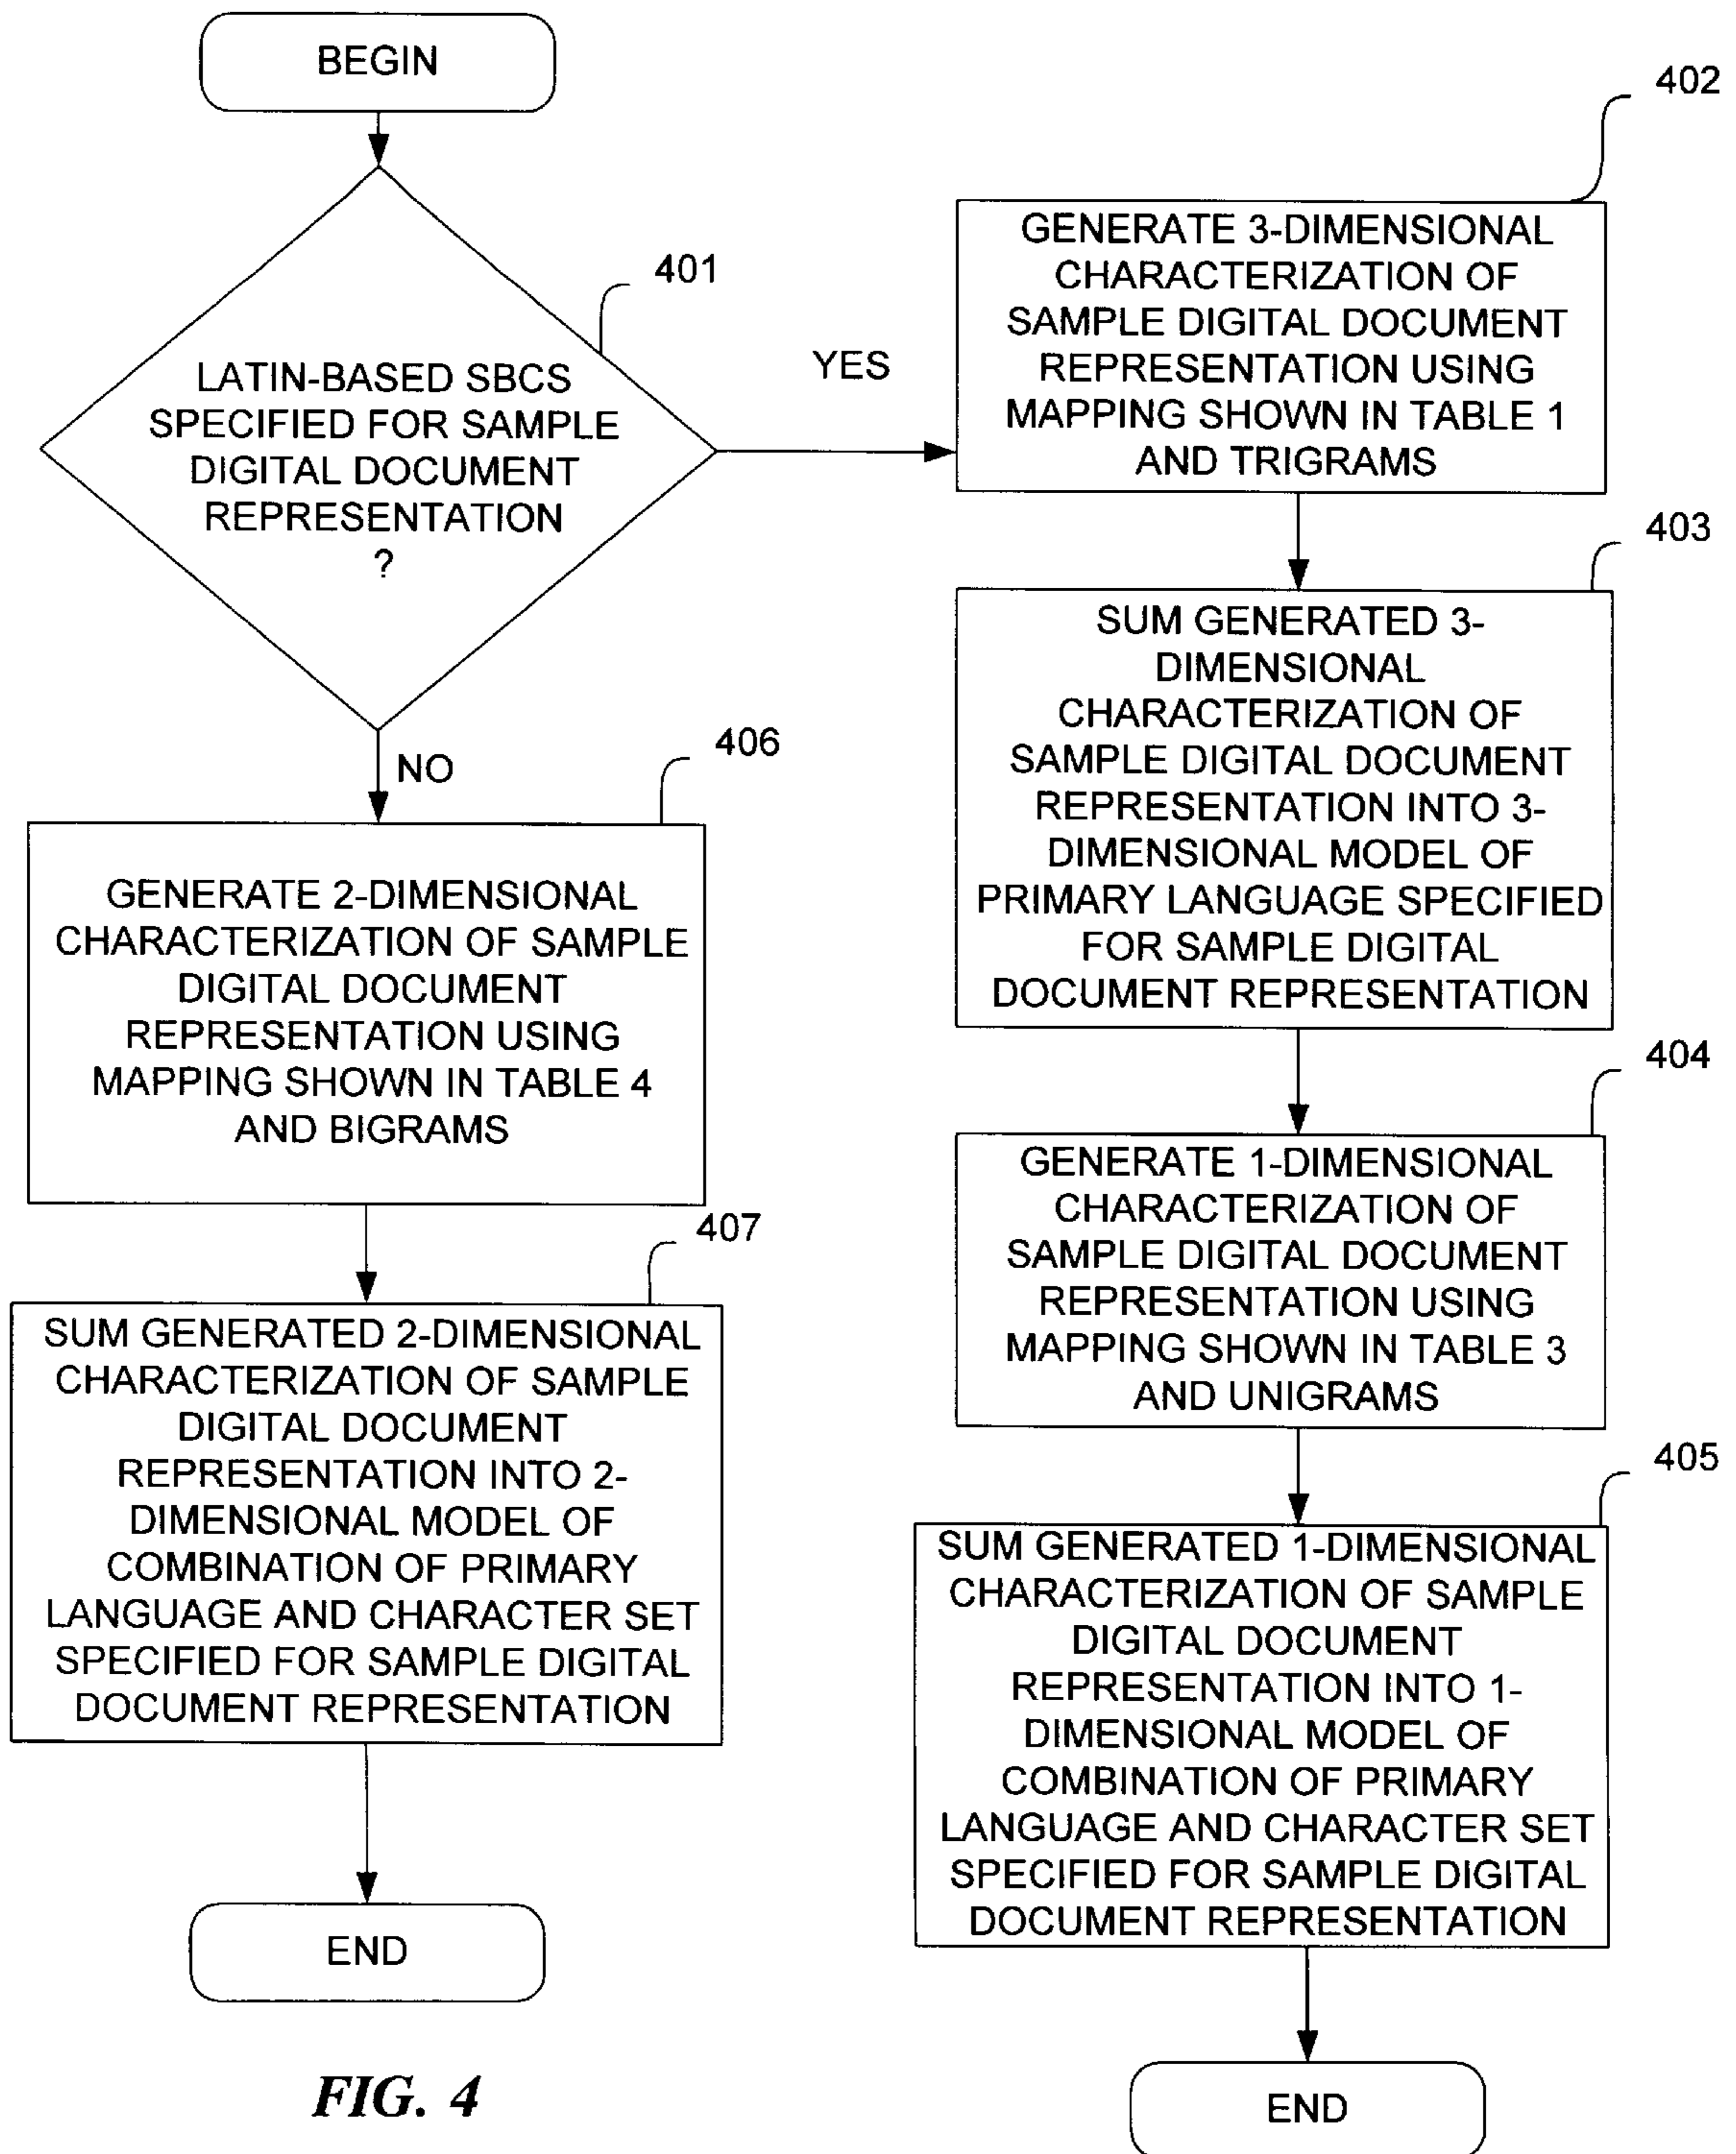 BEGIN
401
LATIN-BASED SBCS
SPECIFIED FOR SAMPLE
DIGITAL DOCUMENT
REPRESENTATION
?
YES
NO
402
GENERATE 3-DIMENSIONAL
CHARACTERIZATION OF
SAMPLE DIGITAL DOCUMENT
REPRESENTATION USING
MAPPING SHOWN IN TABLE 1
AND TRIGRAMS
403
SUM GENERATED 3-
DIMENSIONAL
CHARACTERIZATION OF
SAMPLE DIGITAL DOCUMENT
REPRESENTATION INTO 3-
DIMENSIONAL MODEL OF
PRIMARY LANGUAGE SPECIFIED
FOR SAMPLE DIGITAL
DOCUMENT REPRESENTATION
404
GENERATE 1-DIMENSIONAL
CHARACTERIZATION OF
SAMPLE DIGITAL DOCUMENT
REPRESENTATION USING
MAPPING SHOWN IN TABLE 3
AND UNIGRAMS
405
SUM GENERATED 1-DIMENSIONAL
CHARACTERIZATION OF SAMPLE
DIGITAL DOCUMENT
REPRESENTATION INTO 1-
DIMENSIONAL MODEL OF
COMBINATION OF PRIMARY
LANGUAGE AND CHARACTER SET
SPECIFIED FOR SAMPLE DIGITAL
DOCUMENT REPRESENTATION
END
406
GENERATE 2-DIMENSIONAL
CHARACTERIZATION OF SAMPLE
DIGITAL DOCUMENT
REPRESENTATION USING
MAPPING SHOWN IN TABLE 4
AND BIGRAMS
407
SUM GENERATED 2-DIMENSIONAL
CHARACTERIZATION OF SAMPLE
DIGITAL DOCUMENT
REPRESENTATION INTO 2-
DIMENSIONAL MODEL OF
COMBINATION OF PRIMARY
LANGUAGE AND CHARACTER SET
SPECIFIED FOR SAMPLE DIGITAL
DOCUMENT REPRESENTATION
END
FIG. 4